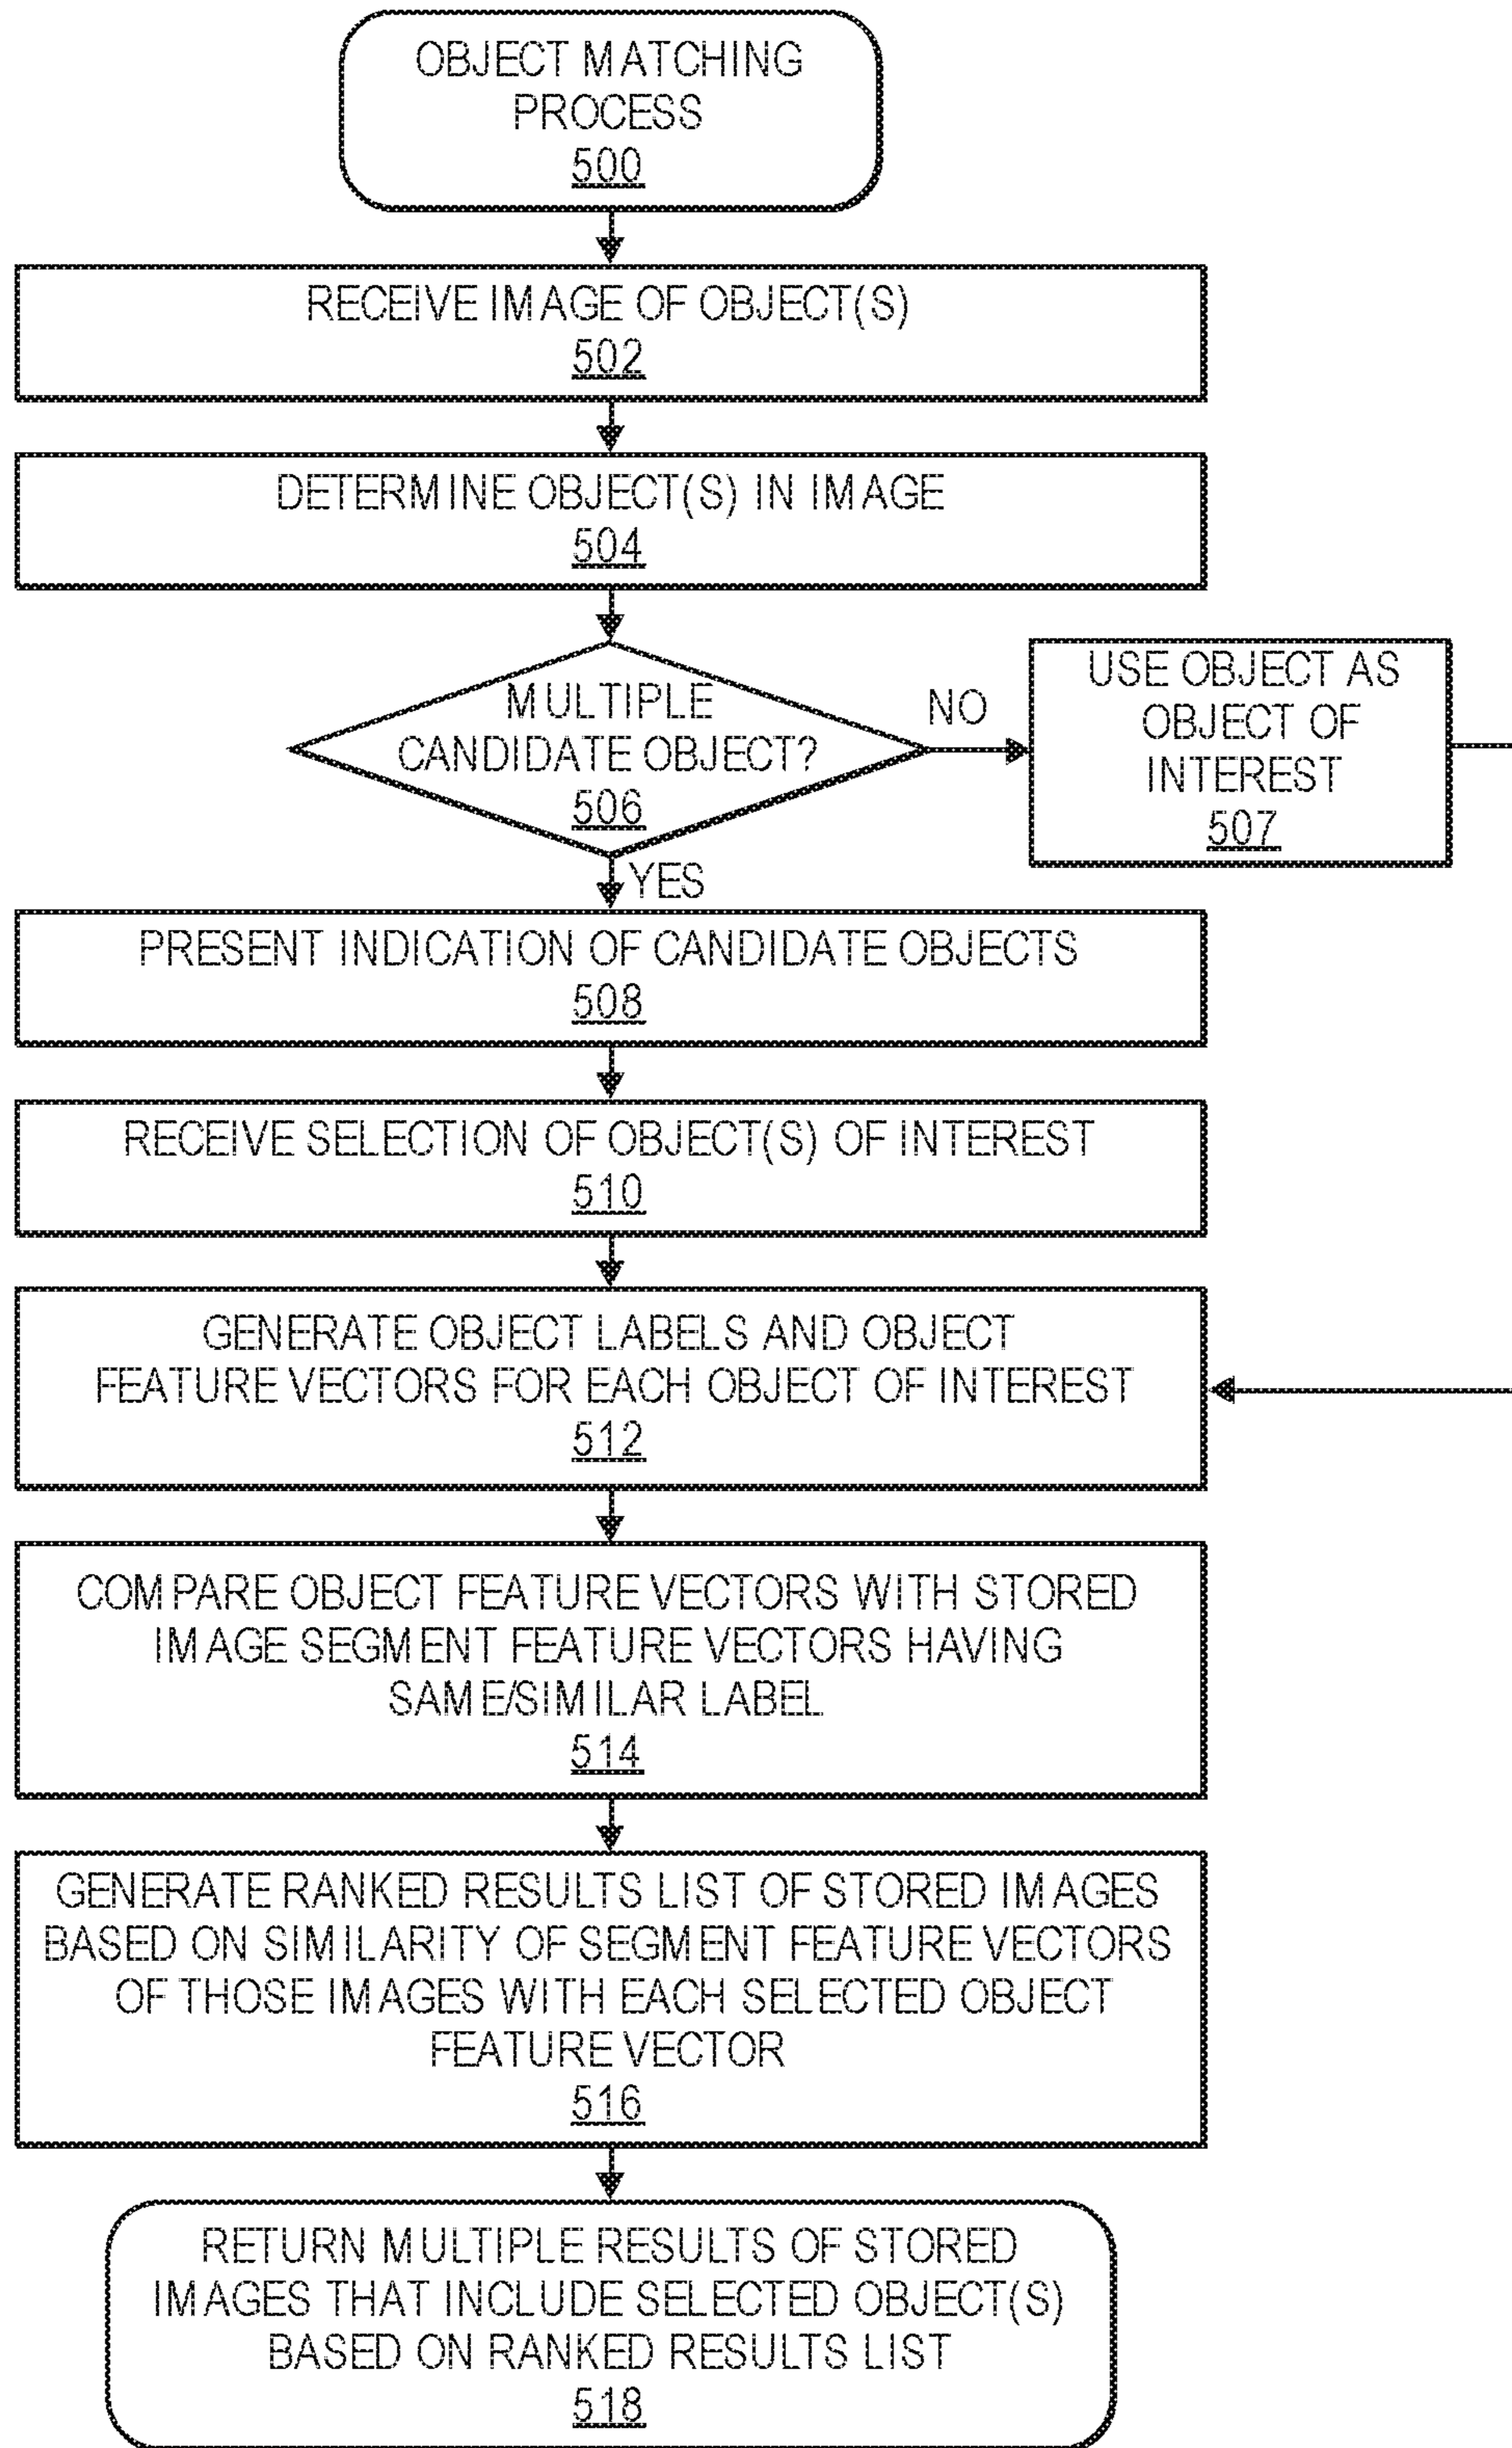 OBJECT MATCHING
PROCESS
500
RECEIVE IMAGE OF OBJECT(S)
502
DETERMINE OBJECT(S) IN IMAGE
504
MULTIPLE
CANDIDATE OBJECT?
506
NO
USE OBJECT AS
OBJECT OF
INTEREST
507
YES
PRESENT INDICATION OF CANDIDATE OBJECTS
508
RECEIVE SELECTION OF OBJECT(S) OF INTEREST
510
GENERATE OBJECT LABELS AND OBJECT
FEATURE VECTORS FOR EACH OBJECT OF INTEREST
512
COMPARE OBJECT FEATURE VECTORS WITH STORED
IMAGE SEGMENT FEATURE VECTORS HAVING
SAME/SIMILAR LABEL
514
GENERATE RANKED RESULTS LIST OF STORED IMAGES
BASED ON SIMILARITY OF SEGMENT FEATURE VECTORS
OF THOSE IMAGES WITH EACH SELECTED OBJECT
FEATURE VECTOR
516
RETURN MULTIPLE RESULTS OF STORED
IMAGES THAT INCLUDE SELECTED OBJECT(S)
BASED ON RANKED RESULTS LIST
518